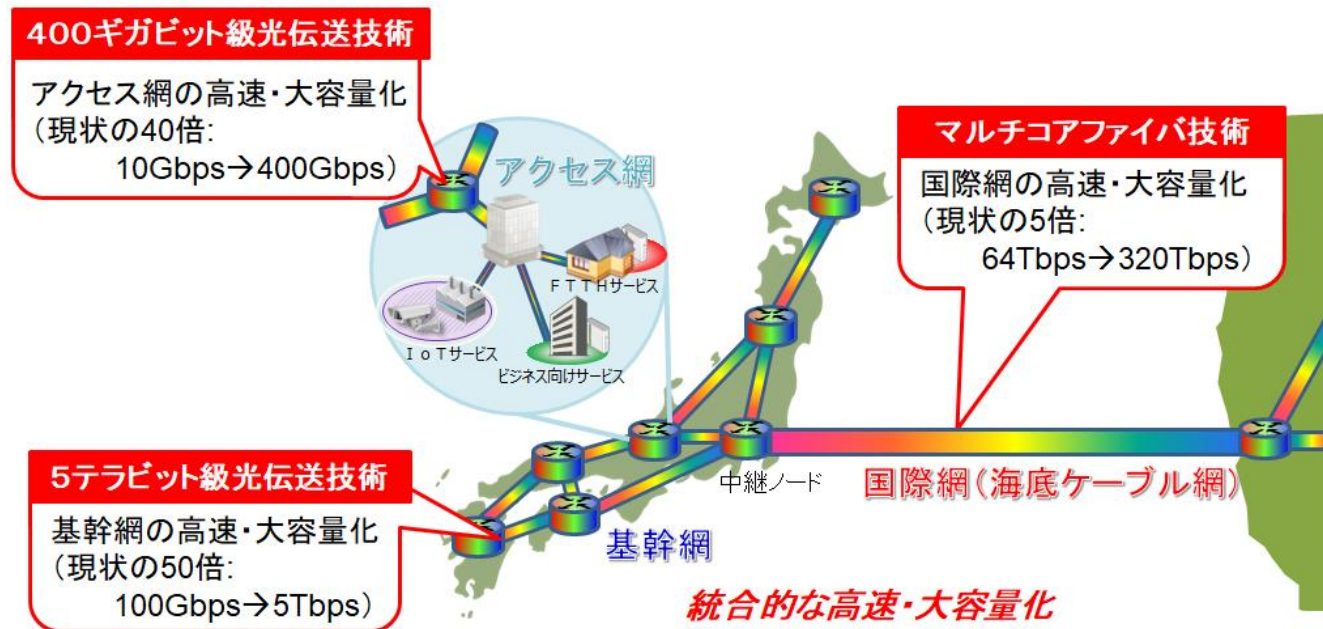 400ギガビット級光伝送技術
アクセス網の高速・大容量化
(現状の40倍:
10Gbps→400Gbps)
アクセス網
FTTHサービス
IoTサービス
ビジネス向けサービス
マルチコアファイバ技術
国際網の高速・大容量化
(現状の5倍:
64Tbps→320Tbps)
5テラビット級光伝送技術
基幹網の高速・大容量化
(現状の50倍:
100Gbps→5Tbps)
中継ノード
国際網(海底ケーブル網)
基幹網
統合的な高速・大容量化